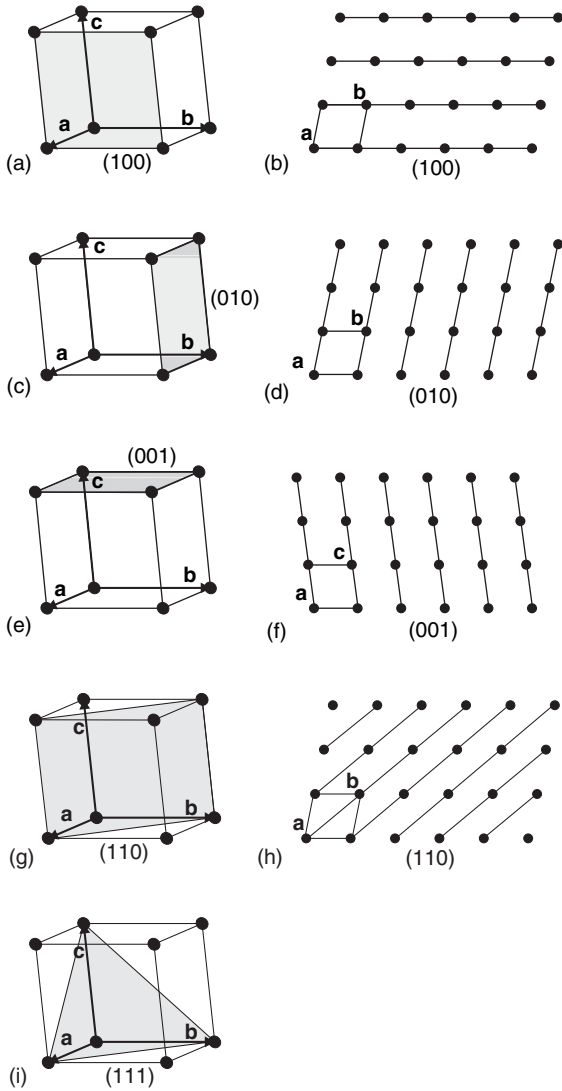 c
a
b
(a)
(100)
b
a
(b)
(100)
c
(010)
a
b
(c)
b
a
(d)
(010)
(001)
c
a
b
(e)
c
a
(f)
(001)
c
a
b
(g)
(110)
b
a
(h)
(110)
c
a
b
(i)
(111)